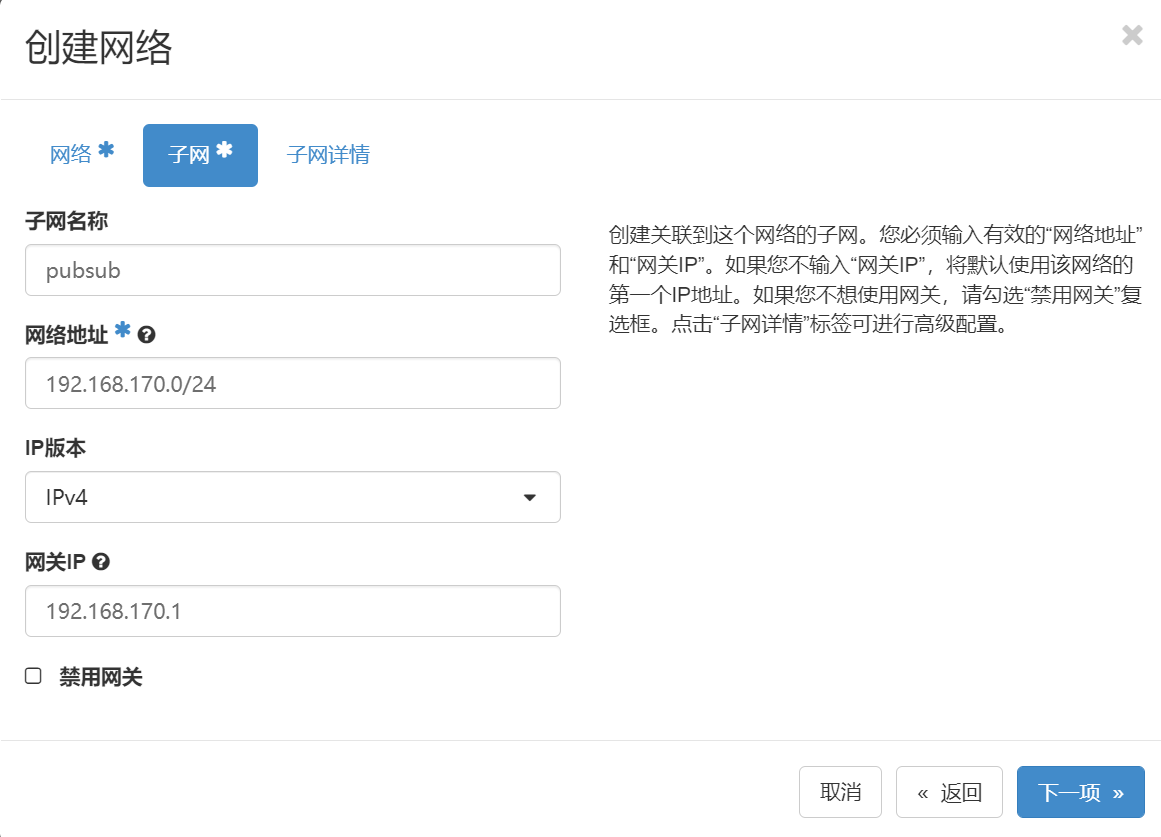 创建网络
网络 * 子网 * 子网详情
子网名称
pubsub
网络地址 *
192.168.170.0/24
IP版本
IPv4
网关IP
192.168.170.1
禁用网关
创建关联到这个网络的子网。您必须输入有效的“网络地址”
和“网关IP”。如果您不输入“网关IP”，将默认使用该网络的
第一个IP地址。如果您不想使用网关，请勾选“禁用网关”复
选框。点击“子网详情”标签可进行高级配置。
取消 « 返回 下一项 »